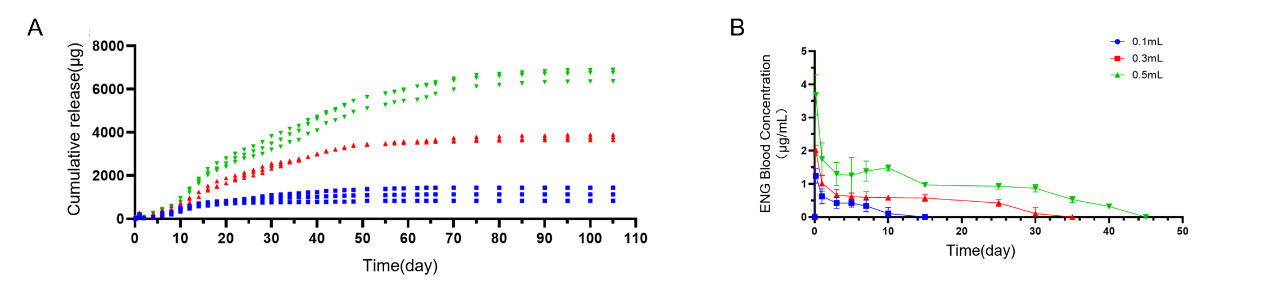 A
Cumulative release(μg)
8000
6000
4000
2000
0
0 10 20 30 40 50 60 70 80 90 100 110
Time(day)
B
0.1mL
0.3mL
0.5mL
ENG Blood Concentration
(μg/mL)
5
4
3
2
1
0
0 10 20 30 40 50
Time(day)